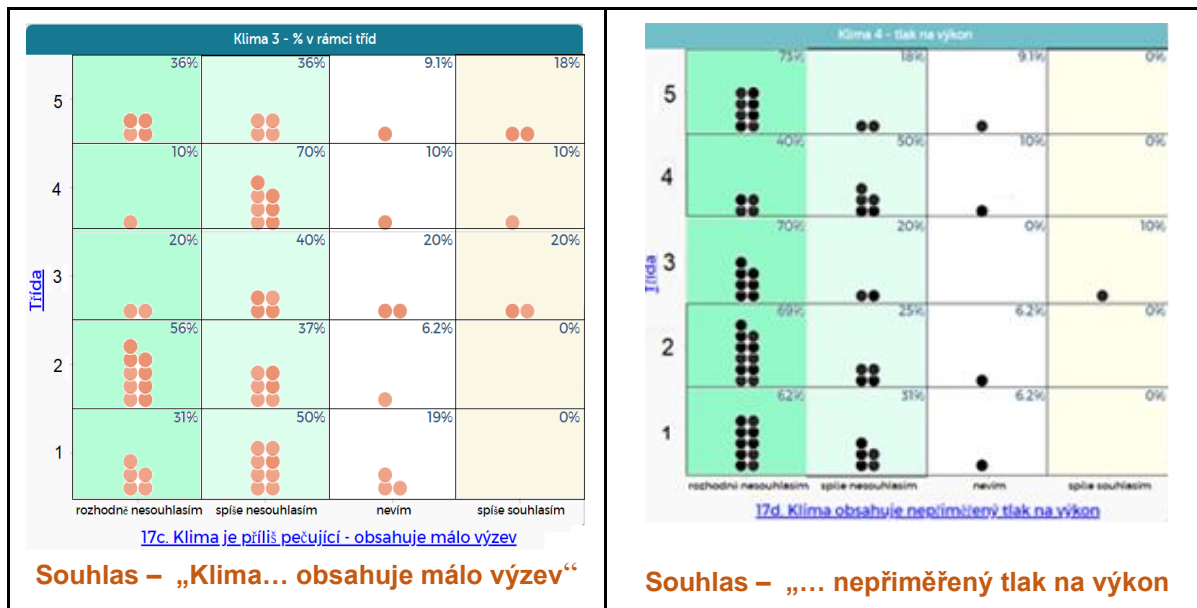 Klima 3 - % v rámci tříd
36% 36% 9.1% 18%
5
10% 70% 10% 10%
4
20% 40% 20% 20%
Třída 3
56% 37% 6.2% 0%
2
31% 50% 19% 0%
1
rozhodně nesouhlasím spíše nesouhlasím nevím spíše souhlasím
17c. Klima je příliš pečující - obsahuje málo výzev
Souhlas – „Klima… obsahuje málo výzev“
Klima 4 - tlak na výkon
73% 18% 9.1% 0%
5
40% 50% 10% 0%
4
70% 20% 0% 10%
Třída 3
69% 25% 6.2% 0%
2
62% 31% 6.2% 0%
1
rozhodně nesouhlasím spíše nesouhlasím nevím spíše souhlasím
17d. Klima obsahuje nepřiměřený tlak na výkon
Souhlas – „… nepřiměřený tlak na výkon